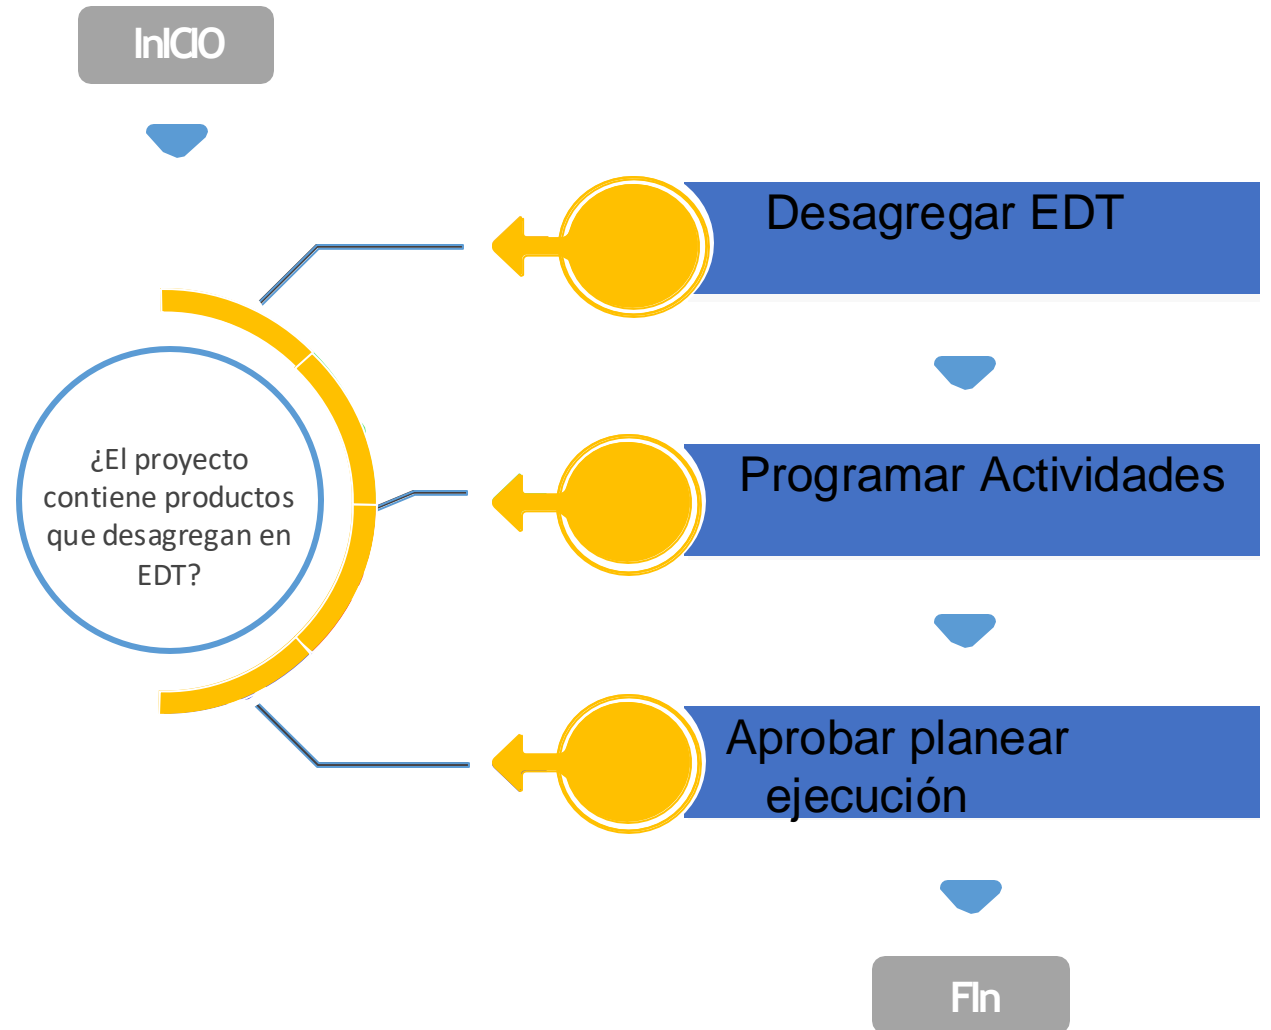 InICIO
Desagregar EDT
¿El proyecto
contiene productos
que desagregan en
EDT?
Programar Actividades
Aprobar planear
ejecución
FIn